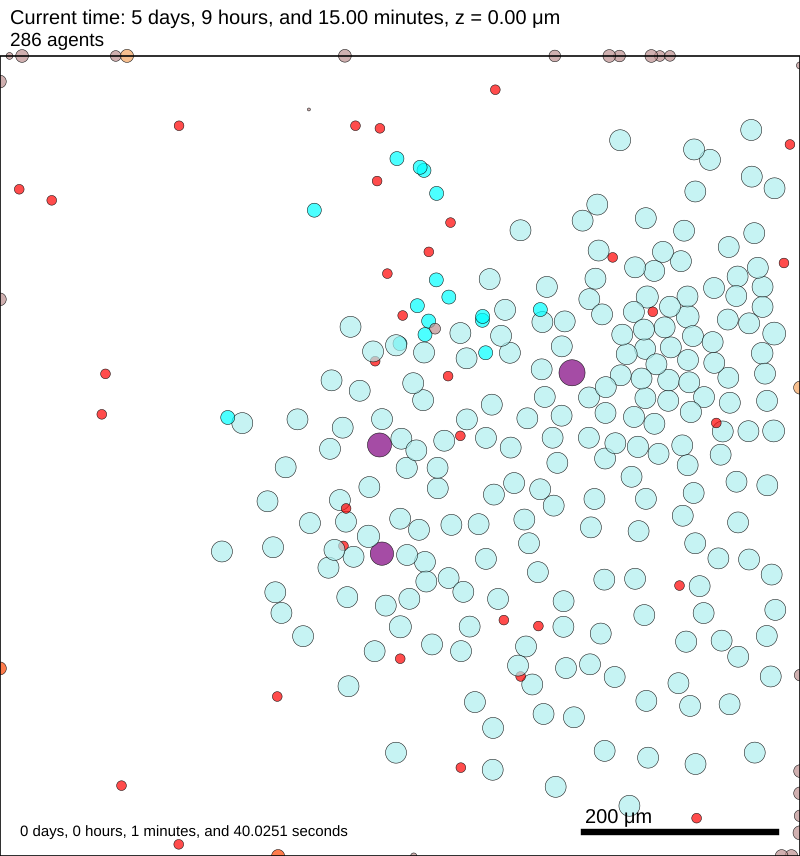 Current time: 5 days, 9 hours, and 15.00 minutes, z = 0.00 μm
286 agents
200 μm
0 days, 0 hours, 1 minutes, and 40.0251 seconds